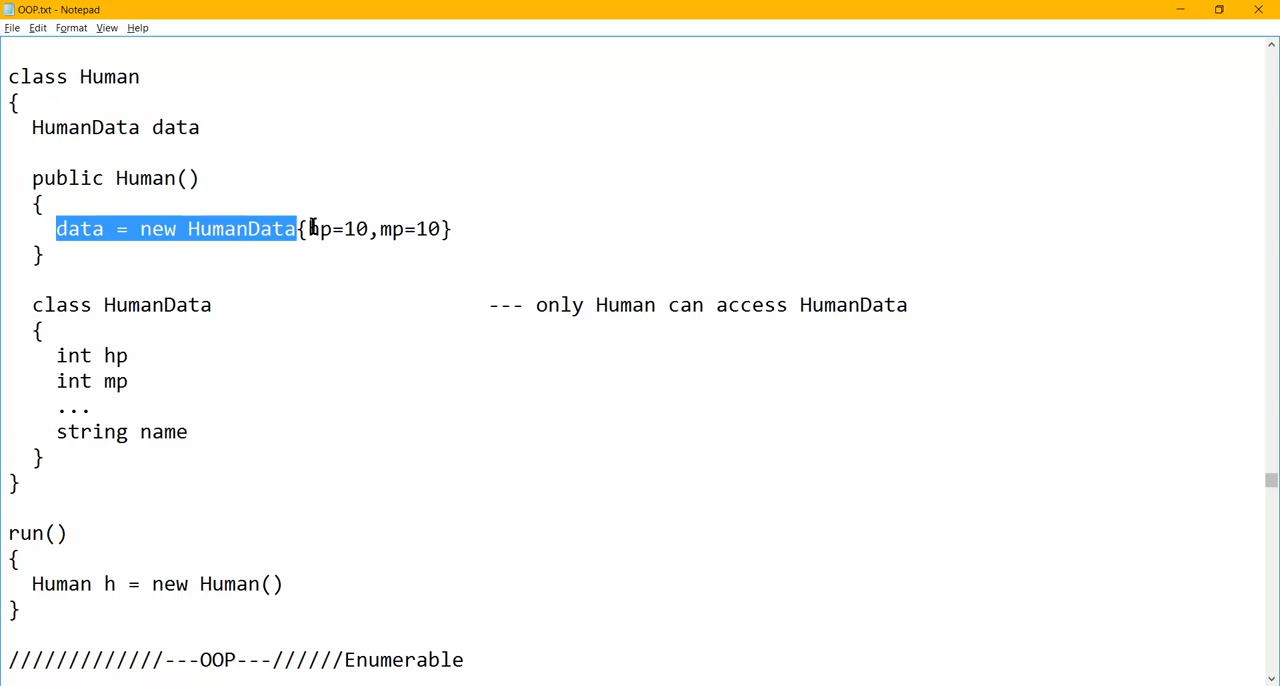 OOP.txt - Notepad
File Edit Format View Help
class Human
{
HumanData data
public Human()
{
data = new HumanData{hp=10,mp=10}
}
class HumanData --- only Human can access HumanData
{
int hp
int mp
...
string name
}
}
run()
{
Human h = new Human()
}
/////////////---OOP---//////Enumerable